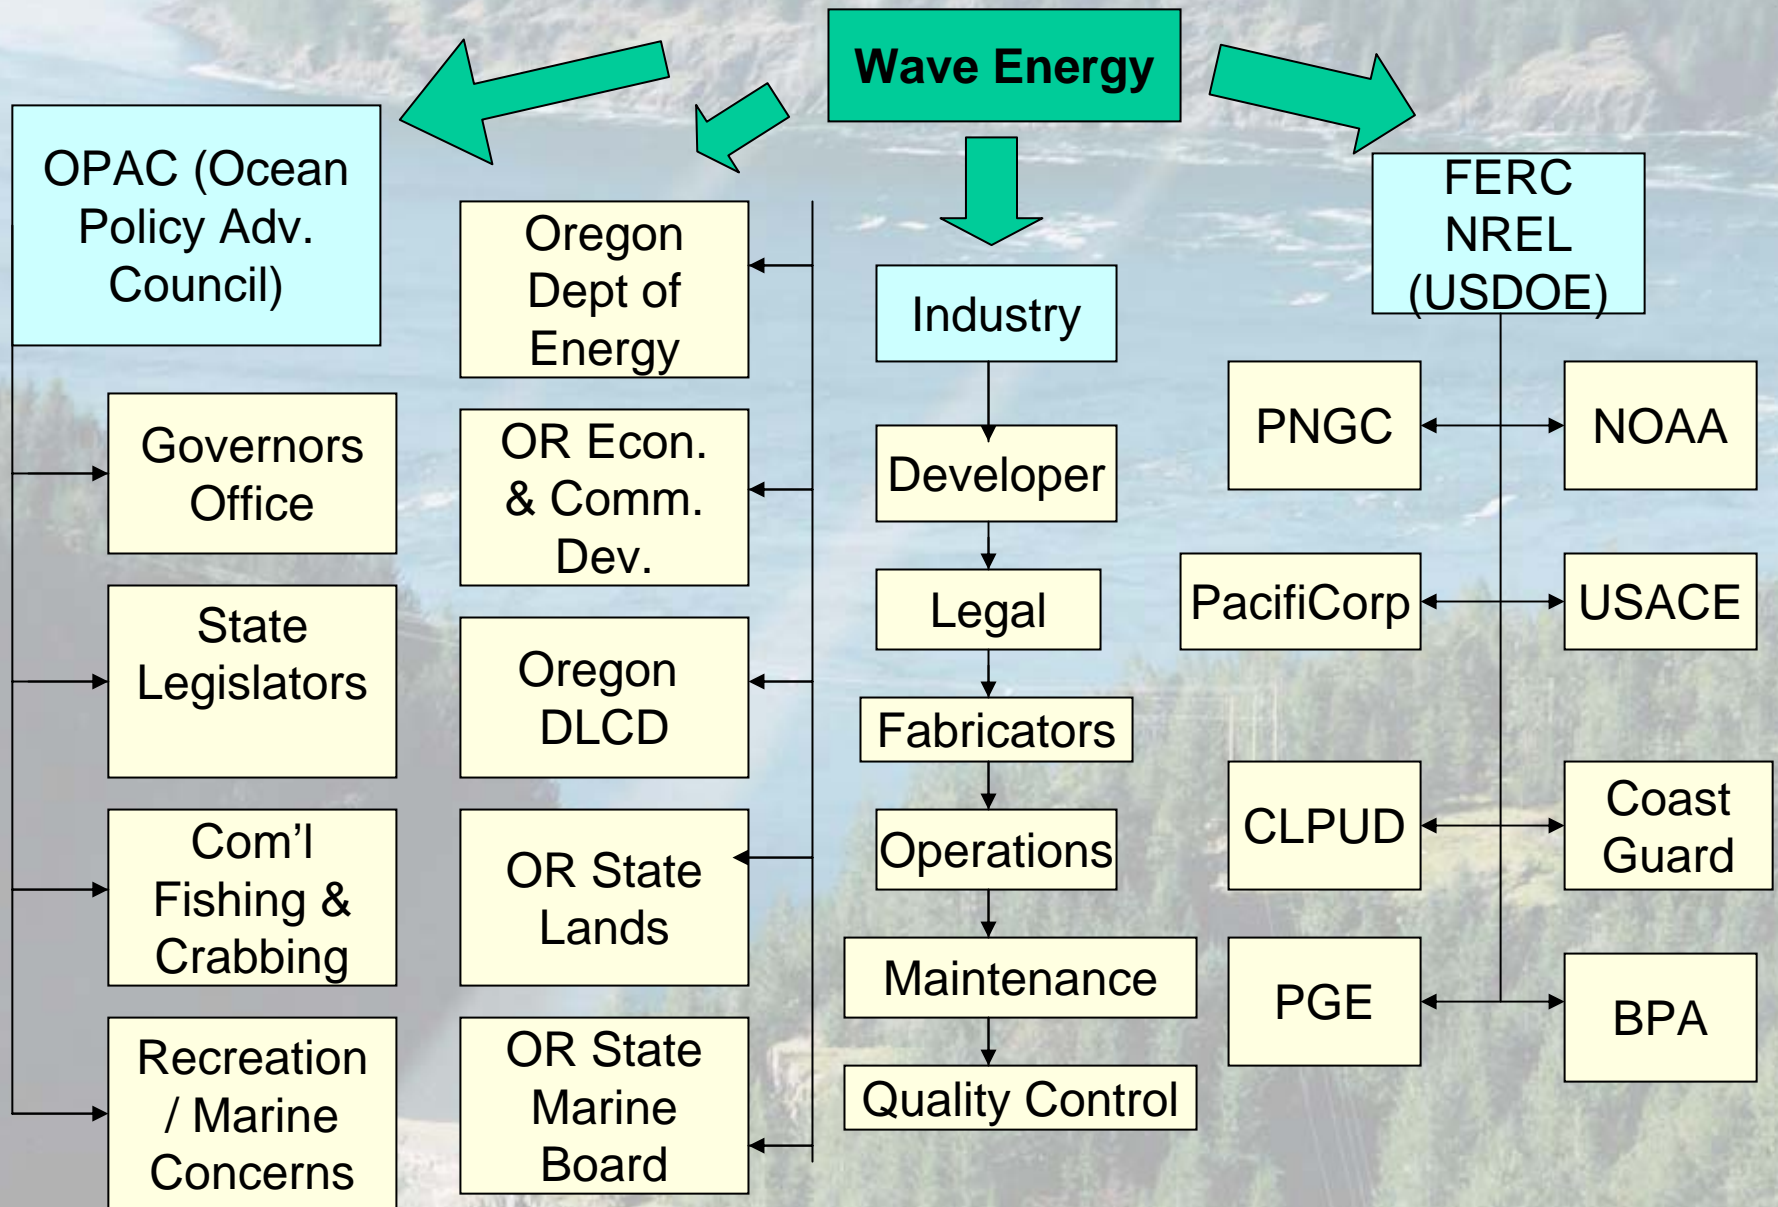 Wave Energy
OPAC (Ocean
Policy Adv.
Council)
Governors
Office
State
Legislators
Com’l
Fishing &
Crabbing
Recreation
/ Marine
Concerns
Oregon
Dept of
Energy
OR Econ.
& Comm.
Dev.
Oregon
DLCD
OR State
Lands
OR State
Marine
Board
Industry
Developer
Legal
Fabricators
Operations
Maintenance
Quality Control
FERC
NREL
(USDOE)
PNGC
NOAA
PacifiCorp
USACE
CLPUD
Coast
Guard
PGE
BPA